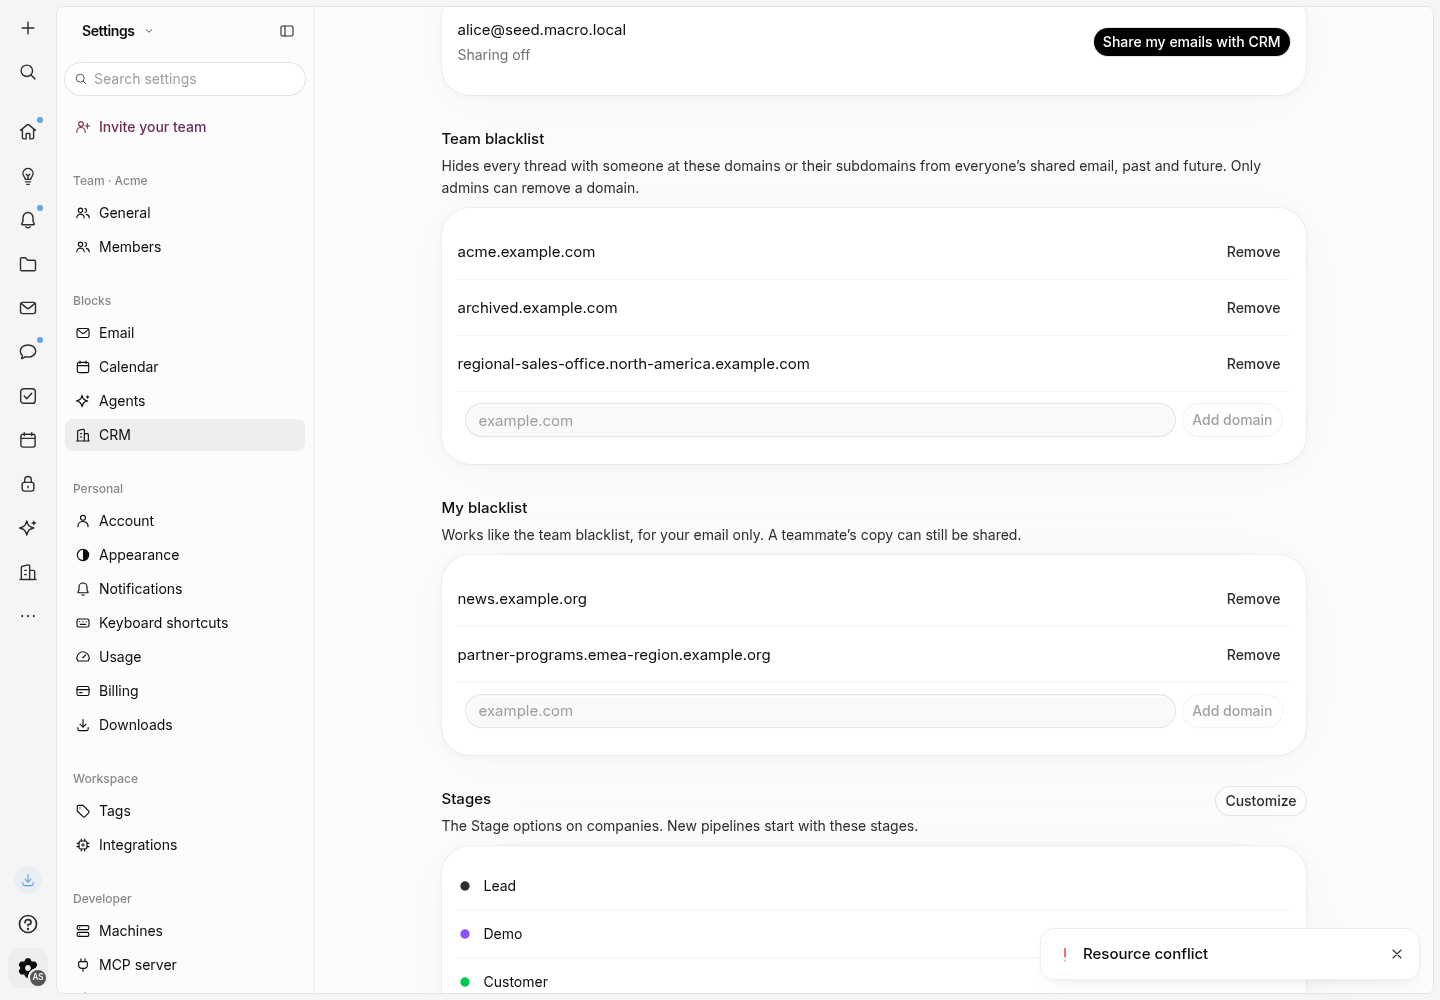 Settings
Search settings
Invite your team
Team · Acme
General
Members
Blocks
Email
Calendar
Agents
CRM
Personal
Account
Appearance
Notifications
Keyboard shortcuts
Usage
Billing
Downloads
Workspace
Tags
Integrations
Developer
Machines
MCP server
AS
alice@seed.macro.local
Sharing off
Share my emails with CRM
Team blacklist
Hides every thread with someone at these domains or their subdomains from everyone’s shared email, past and future. Only
admins can remove a domain.
acme.example.com
Remove
archived.example.com
Remove
regional-sales-office.north-america.example.com
Remove
example.com
Add domain
My blacklist
Works like the team blacklist, for your email only. A teammate’s copy can still be shared.
news.example.org
Remove
partner-programs.emea-region.example.org
Remove
example.com
Add domain
Stages
Customize
The Stage options on companies. New pipelines start with these stages.
Lead
Demo
Customer
Resource conflict